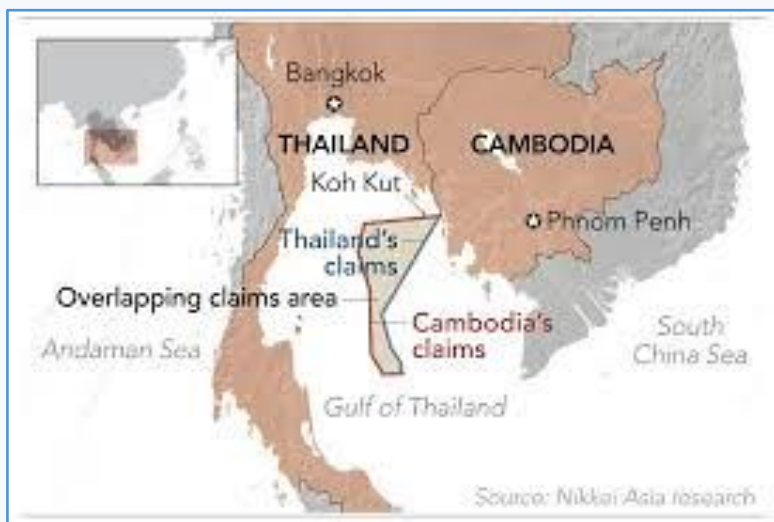 Bangkok
THAILAND
CAMBODIA
Koh Kut
Phnom Penh
Thailand's
claims
Overlapping claims area
Cambodia's
claims
Andaman Sea
South
China Sea
Gulf of Thailand
Source: Nikkei Asia research